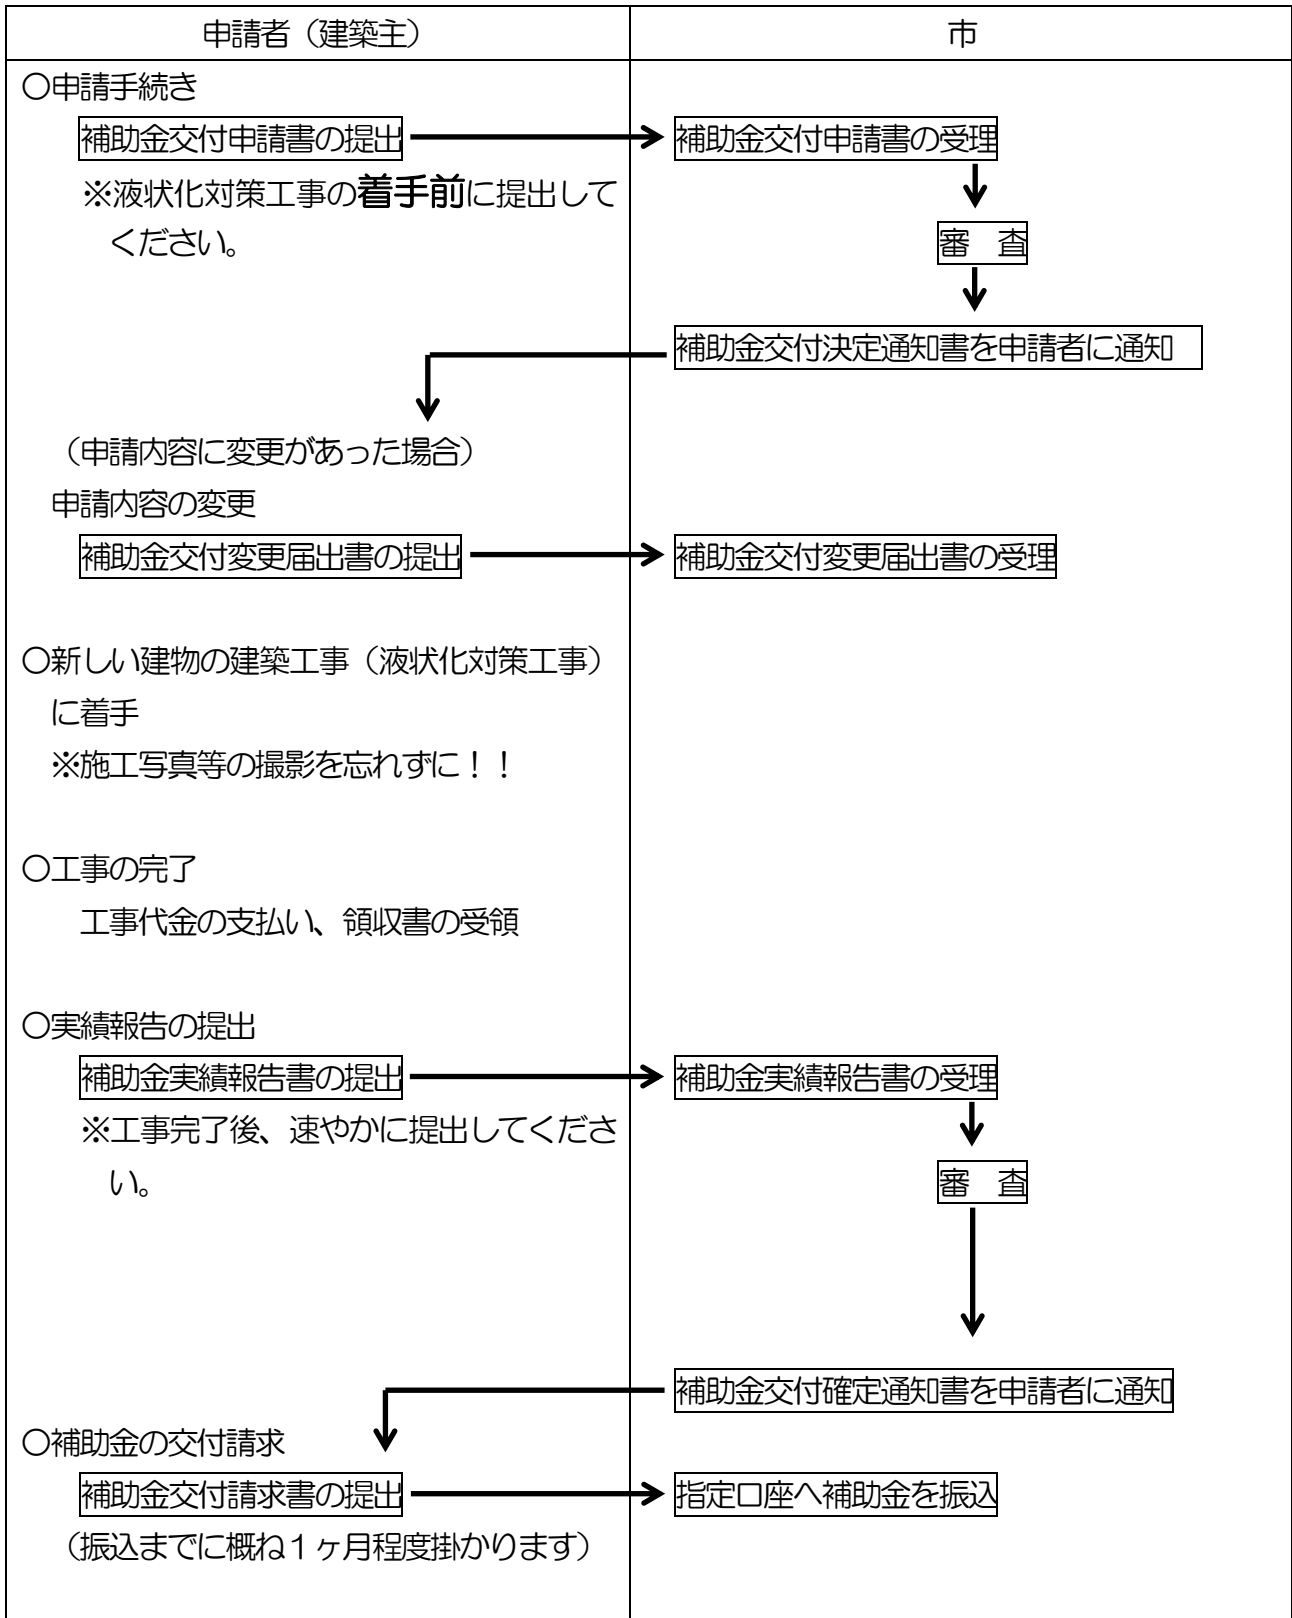 申請者（建築主）
市
○申請手続き
補助金交付申請書の提出
補助金交付申請書の受理
※液状化対策工事の着手前に提出して
ください。
審　査
補助金交付決定通知書を申請者に通知
（申請内容に変更があった場合）
申請内容の変更
補助金交付変更届出書の提出
補助金交付変更届出書の受理
○新しい建物の建築工事（液状化対策工事）
に着手
※施工写真等の撮影を忘れずに！！
○工事の完了
工事代金の支払い、領収書の受領
○実績報告の提出
補助金実績報告書の提出
補助金実績報告書の受理
※工事完了後、速やかに提出してくださ
い。
審　査
補助金交付確定通知書を申請者に通知
○補助金の交付請求
補助金交付請求書の提出
指定口座へ補助金を振込
（振込までに概ね１ヶ月程度掛かります）